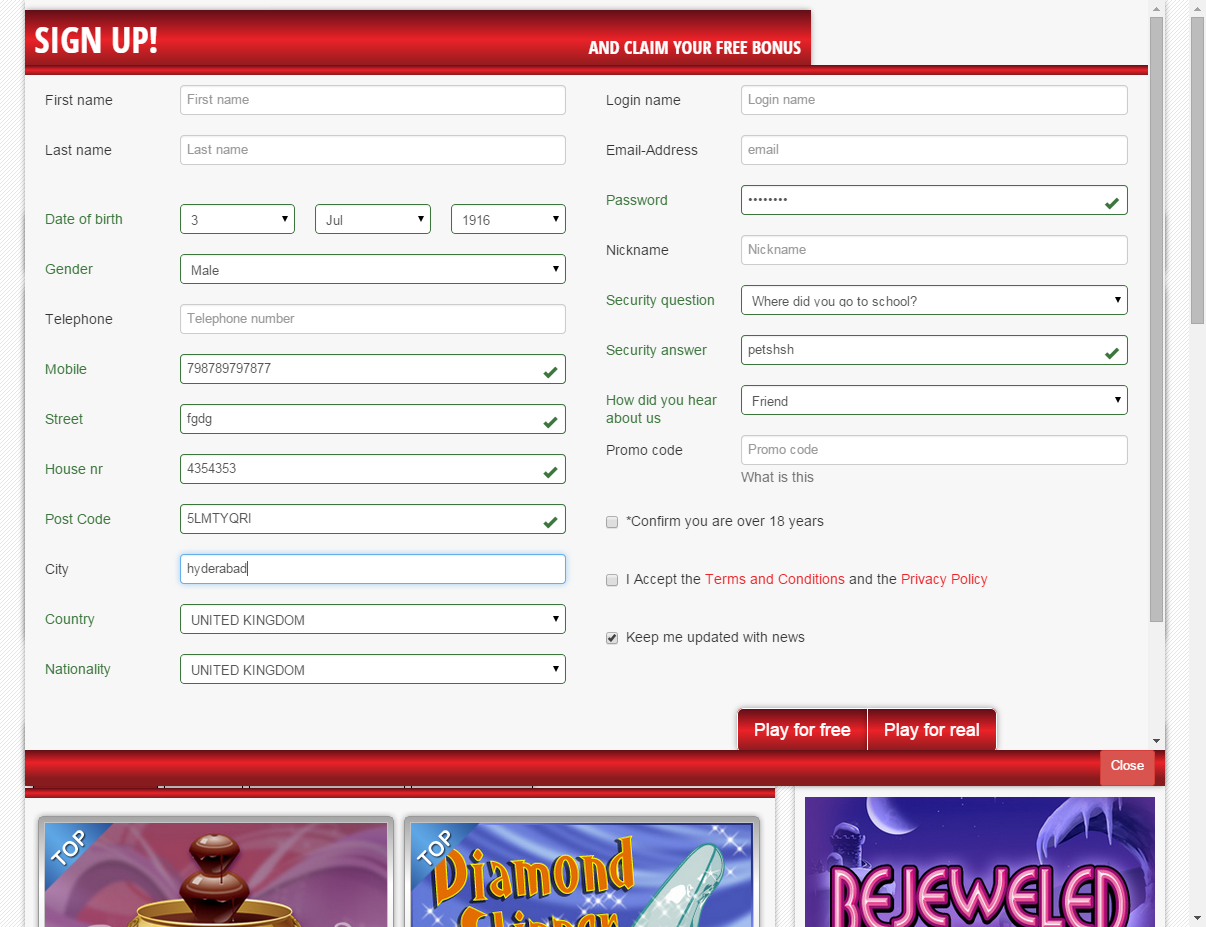 SIGN UP!
AND CLAIM YOUR FREE BONUS
First name
First name
Last name
Last name
Date of birth
3
Jul
1916
Gender
Male
Telephone
Telephone number
Mobile
798789797877
Street
fgdg
House nr
4354353
Post Code
5LMTYQRI
City
hyderabad
Country
UNITED KINGDOM
Nationality
UNITED KINGDOM
Login name
Login name
Email-Address
email
Password
••••••••
Nickname
Nickname
Security question
Where did you go to school?
Security answer
petshsh
How did you hear
about us
Friend
Promo code
Promo code
What is this
*Confirm you are over 18 years
I Accept the Terms and Conditions and the Privacy Policy
Keep me updated with news
Play for free
Play for real
Close
TOP
TOP
Diamond
BEJEWELED